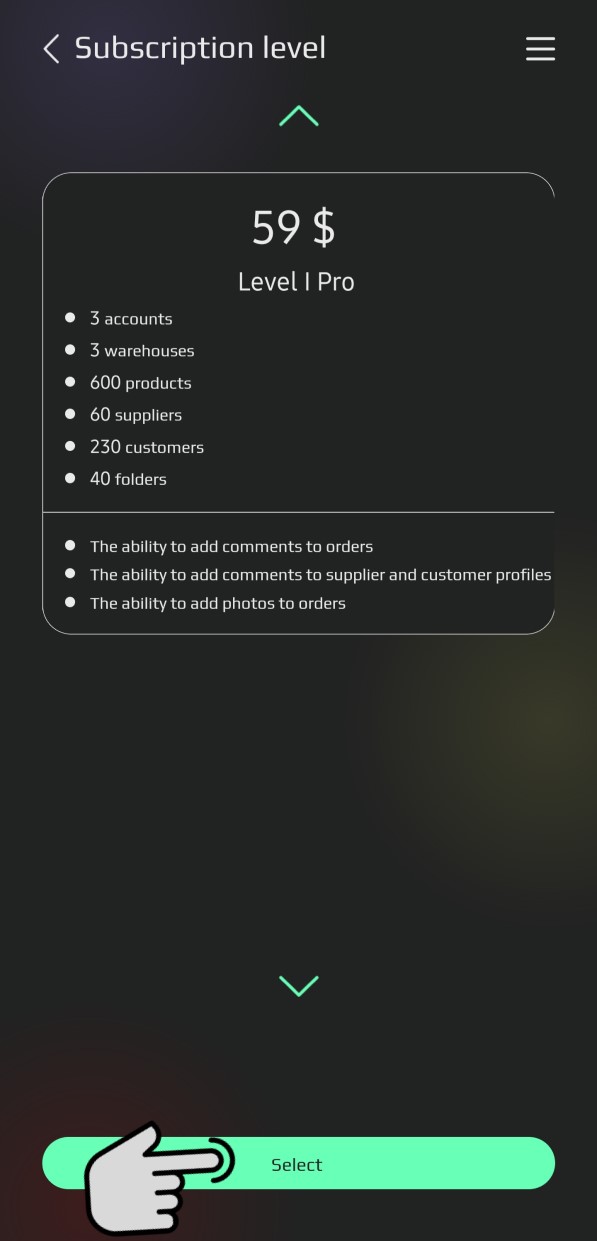 Subscription level
59 $
Level I Pro
3 accounts
3 warehouses
600 products
60 suppliers
230 customers
40 folders
The ability to add comments to orders
The ability to add comments to supplier and customer profiles
The ability to add photos to orders
Select